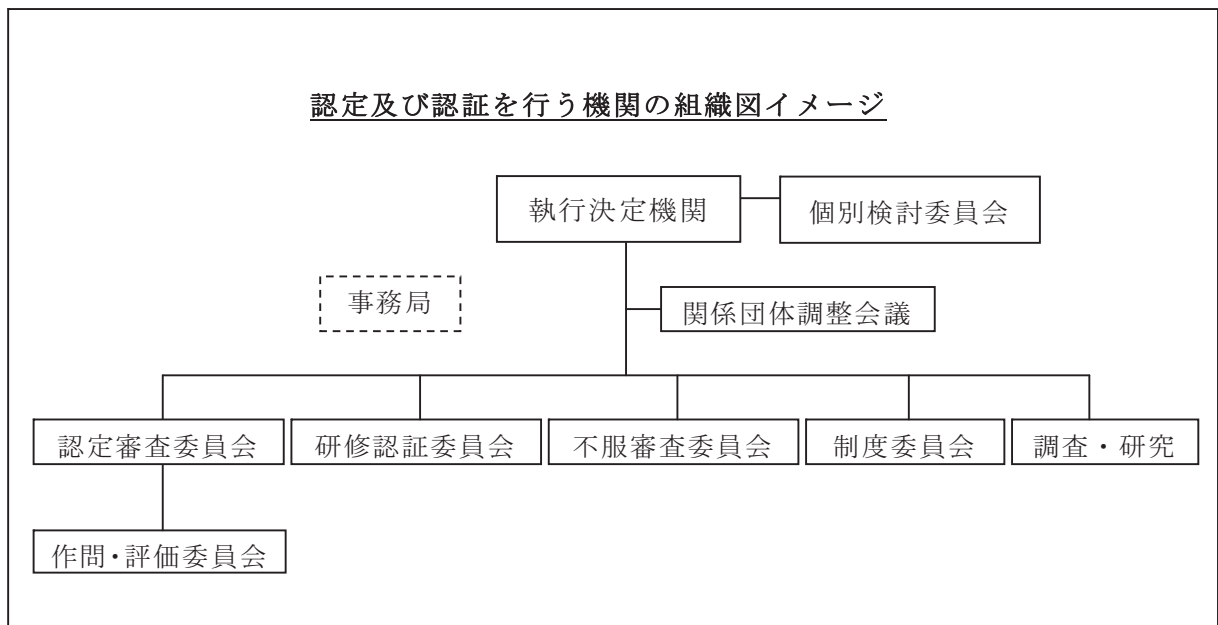 認定及び認証を行う機関の組織図イメージ
執行決定機関
個別検討委員会
事務局
関係団体調整会議
認定審査委員会
研修認証委員会
不服審査委員会
制度委員会
調査・研究
作問・評価委員会